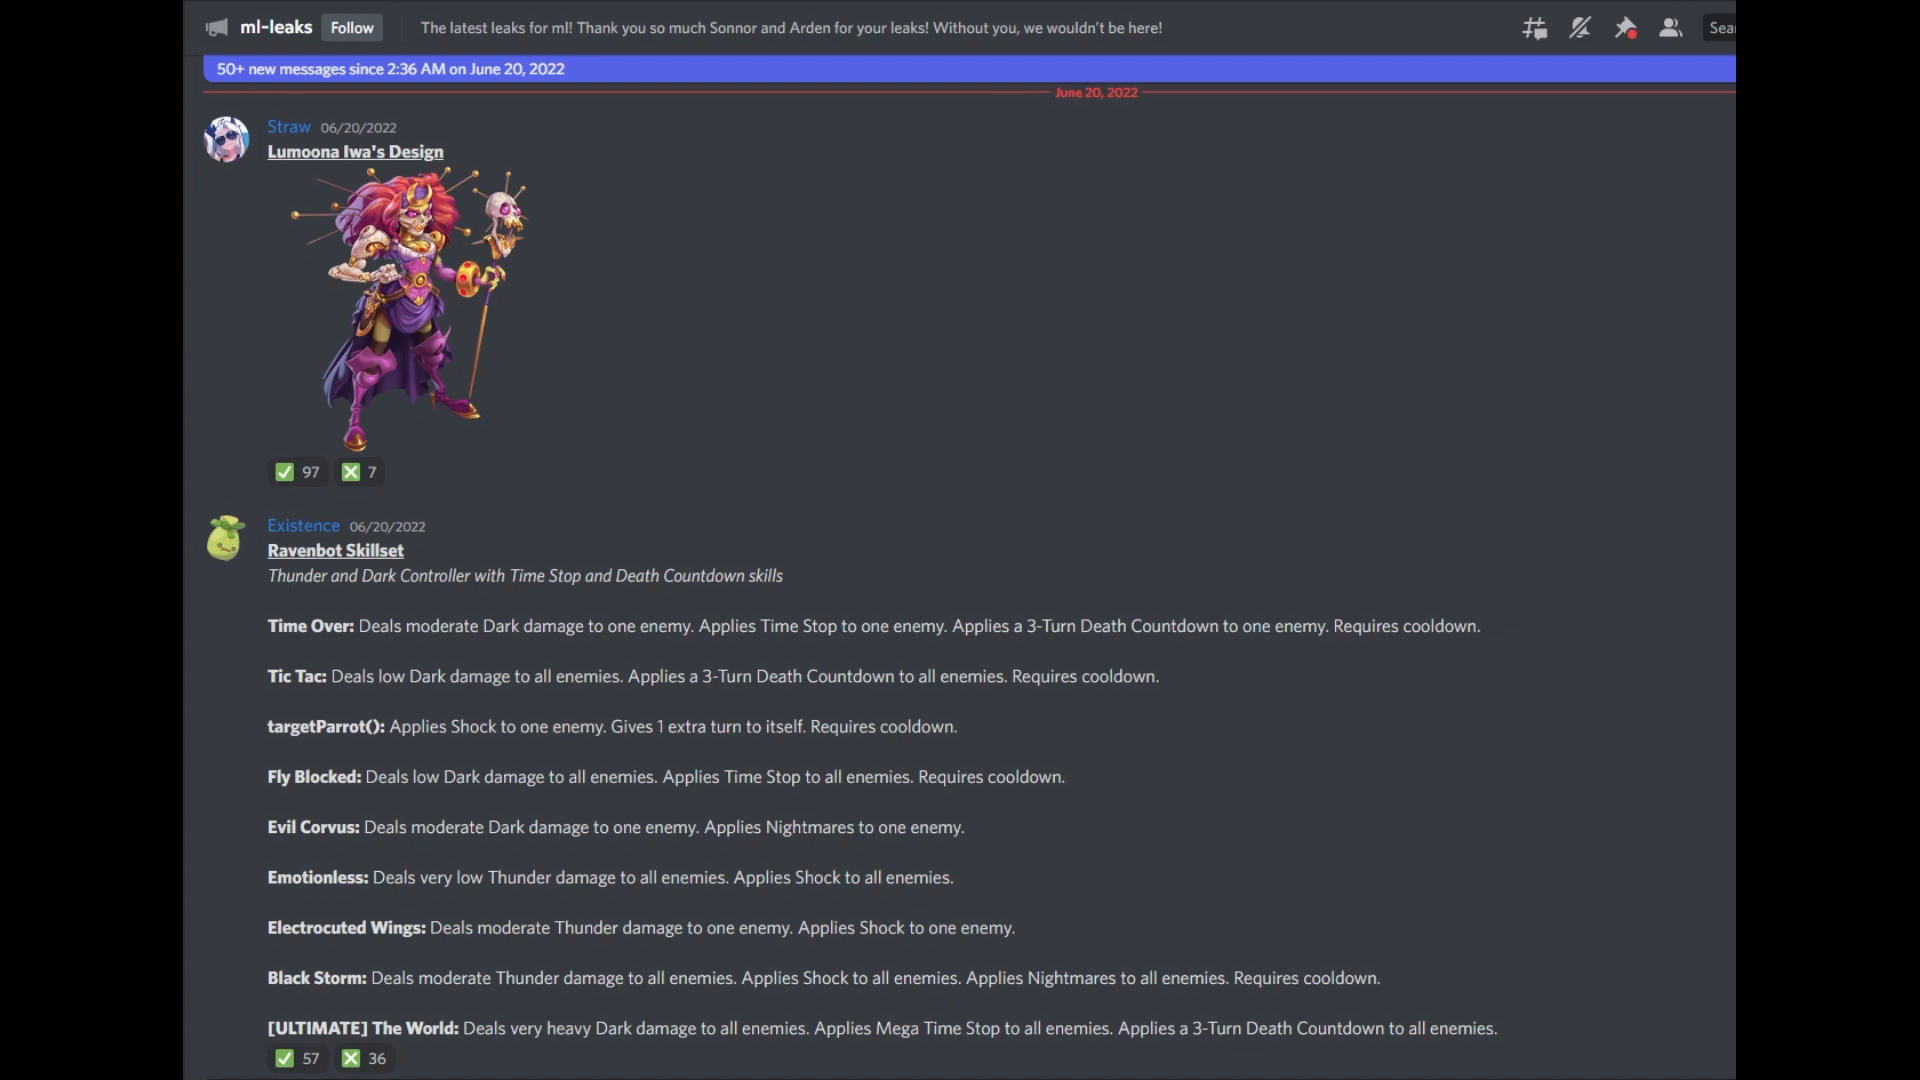 ml-leaks Follow The latest leaks for ml! Thank you so much Sonnor and Arden for your leaks! Without you, we wouldn't be here! Sea
50+ new messages since 2:36 AM on June 20, 2022
June 20, 2022
Straw 06/20/2022
Lumoona Iwa's Design
97 7
Existence 06/20/2022
Ravenbot Skillset
Thunder and Dark Controller with Time Stop and Death Countdown skills
Time Over: Deals moderate Dark damage to one enemy. Applies Time Stop to one enemy. Applies a 3-Turn Death Countdown to one enemy. Requires cooldown.
Tic Tac: Deals low Dark damage to all enemies. Applies a 3-Turn Death Countdown to all enemies. Requires cooldown.
targetParrot(): Applies Shock to one enemy. Gives 1 extra turn to itself. Requires cooldown.
Fly Blocked: Deals low Dark damage to all enemies. Applies Time Stop to all enemies. Requires cooldown.
Evil Corvus: Deals moderate Dark damage to one enemy. Applies Nightmares to one enemy.
Emotionless: Deals very low Thunder damage to all enemies. Applies Shock to all enemies.
Electrocuted Wings: Deals moderate Thunder damage to one enemy. Applies Shock to one enemy.
Black Storm: Deals moderate Thunder damage to all enemies. Applies Shock to all enemies. Applies Nightmares to all enemies. Requires cooldown.
[ULTIMATE] The World: Deals very heavy Dark damage to all enemies. Applies Mega Time Stop to all enemies. Applies a 3-Turn Death Countdown to all enemies.
57 36